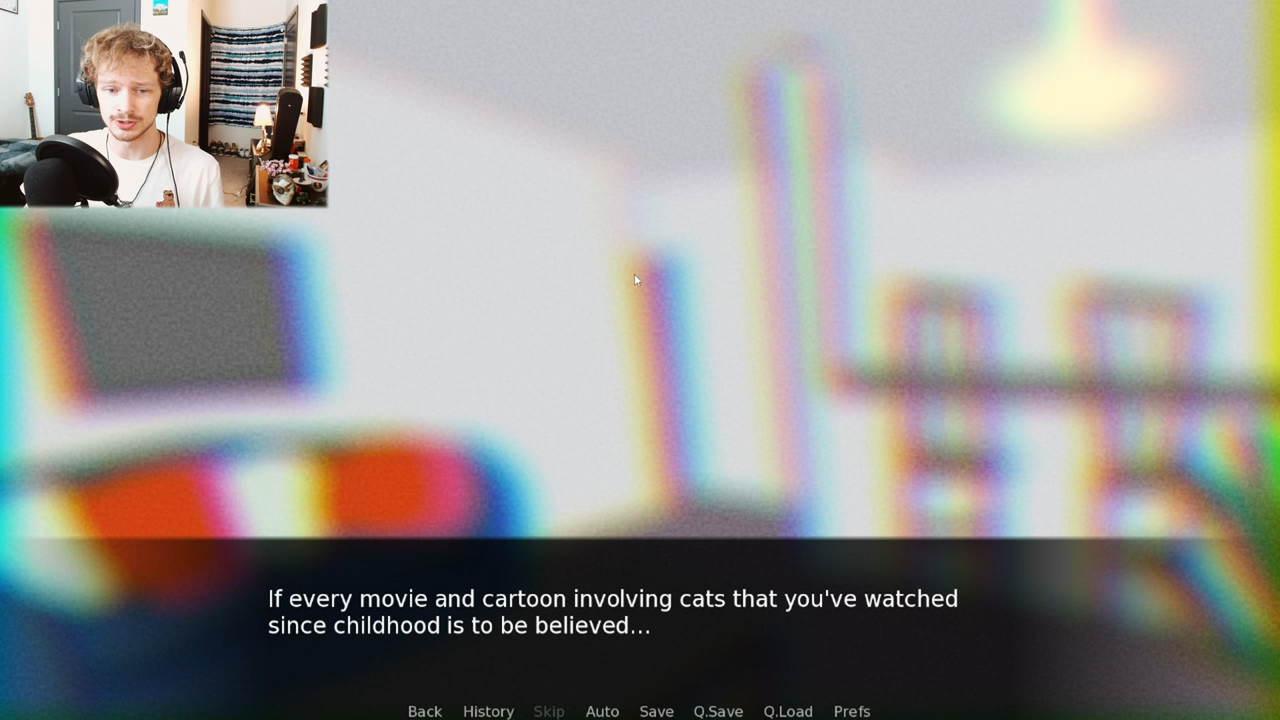 If every movie and cartoon involving cats that you've watched
since childhood is to be believed...
Back History Skip Auto Save Q.Save Q.Load Prefs